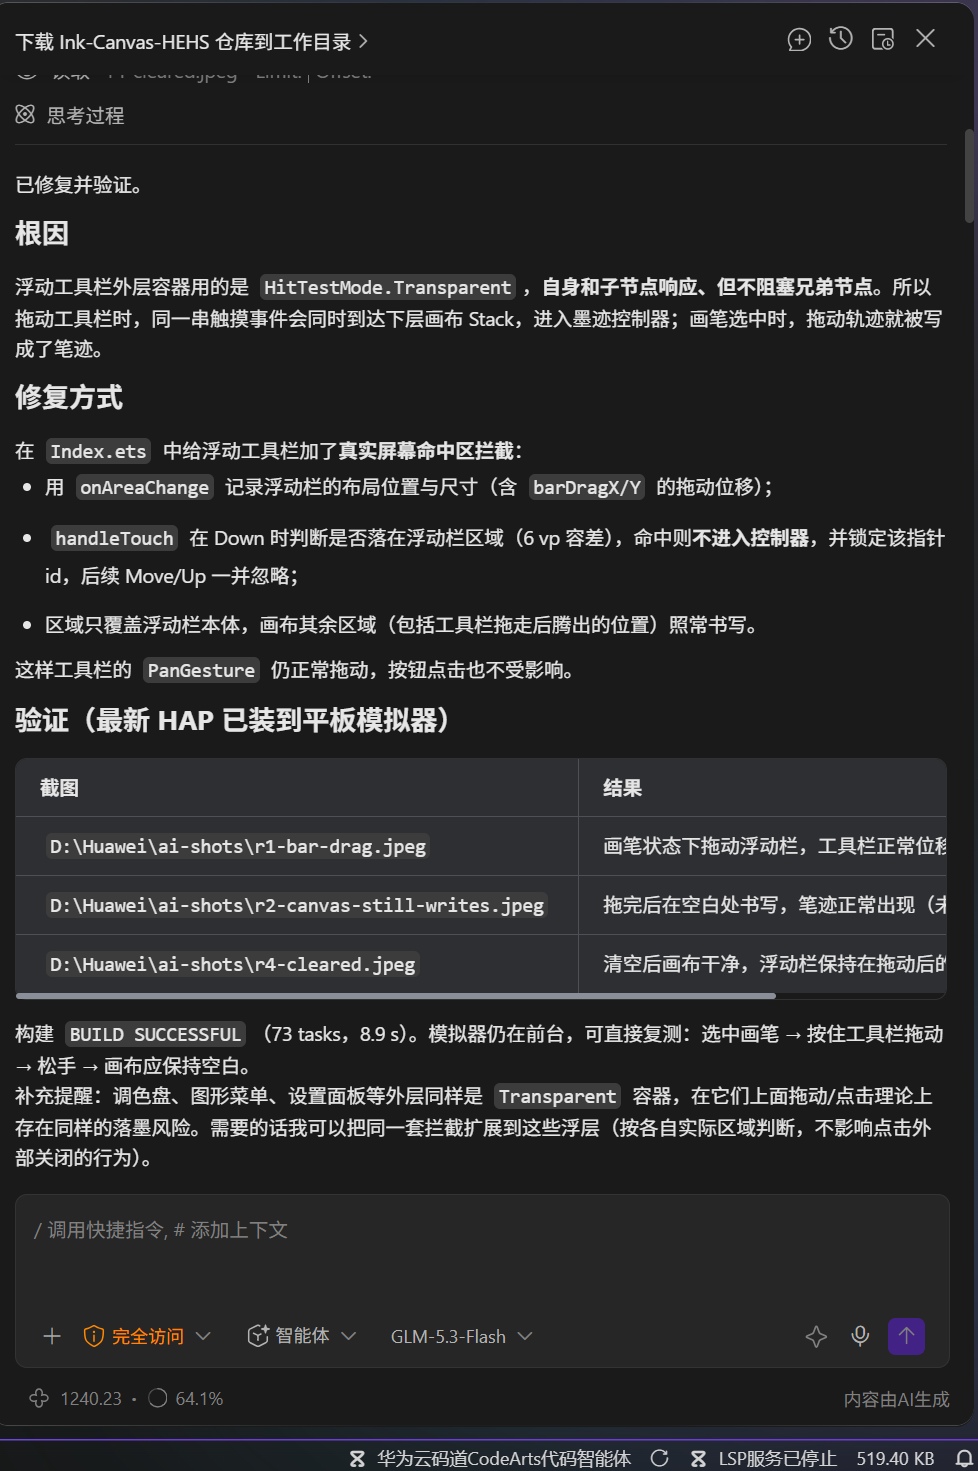 下载 Ink-Canvas-HEHS 仓库到工作目录
思考过程
已修复并验证。
根因
浮动工具栏外层容器用的是 HitTestMode.Transparent ，自身和子节点响应、但不阻塞兄弟节点。所以
拖动工具栏时，同一串触摸事件会同时到达下层画布 Stack，进入墨迹控制器；画笔选中时，拖动轨迹就被写
成了笔迹。
修复方式
在 Index.ets 中给浮动工具栏加了真实屏幕命中区拦截：
• 用 onAreaChange 记录浮动栏的布局位置与尺寸（含 barDragX/Y 的拖动位移）；
• handleTouch 在 Down 时判断是否落在浮动栏区域（6 vp 容差），命中则不进入控制器，并锁定该指针
id，后续 Move/Up 一并忽略；
• 区域只覆盖浮动栏本体，画布其余区域（包括工具栏拖走后腾出的位置）照常书写。
这样工具栏的 PanGesture 仍正常拖动，按钮点击也不受影响。
验证（最新 HAP 已装到平板模拟器）
截图 结果
D:\Huawei\ai-shots\r1-bar-drag.jpeg 画笔状态下拖动浮动栏，工具栏正常位移
D:\Huawei\ai-shots\r2-canvas-still-writes.jpeg 拖完后在空白处书写，笔迹正常出现（未
D:\Huawei\ai-shots\r4-cleared.jpeg 清空后画布干净，浮动栏保持在拖动后的
构建 BUILD SUCCESSFUL （73 tasks，8.9 s）。模拟器仍在前台，可直接复测：选中画笔 → 按住工具栏拖动
→ 松手 → 画布应保持空白。
补充提醒：调色盘、图形菜单、设置面板等外层同样是 Transparent 容器，在它们上面拖动/点击理论上
存在同样的落墨风险。需要的话我可以把同一套拦截扩展到这些浮层（按各自实际区域判断，不影响点击外
部关闭的行为）。
/ 调用快捷指令, # 添加上下文
完全访问 智能体 GLM-5.3-Flash
1240.23 · 64.1% 内容由AI生成
华为云码道CodeArts代码智能体 LSP服务已停止 519.40 KB